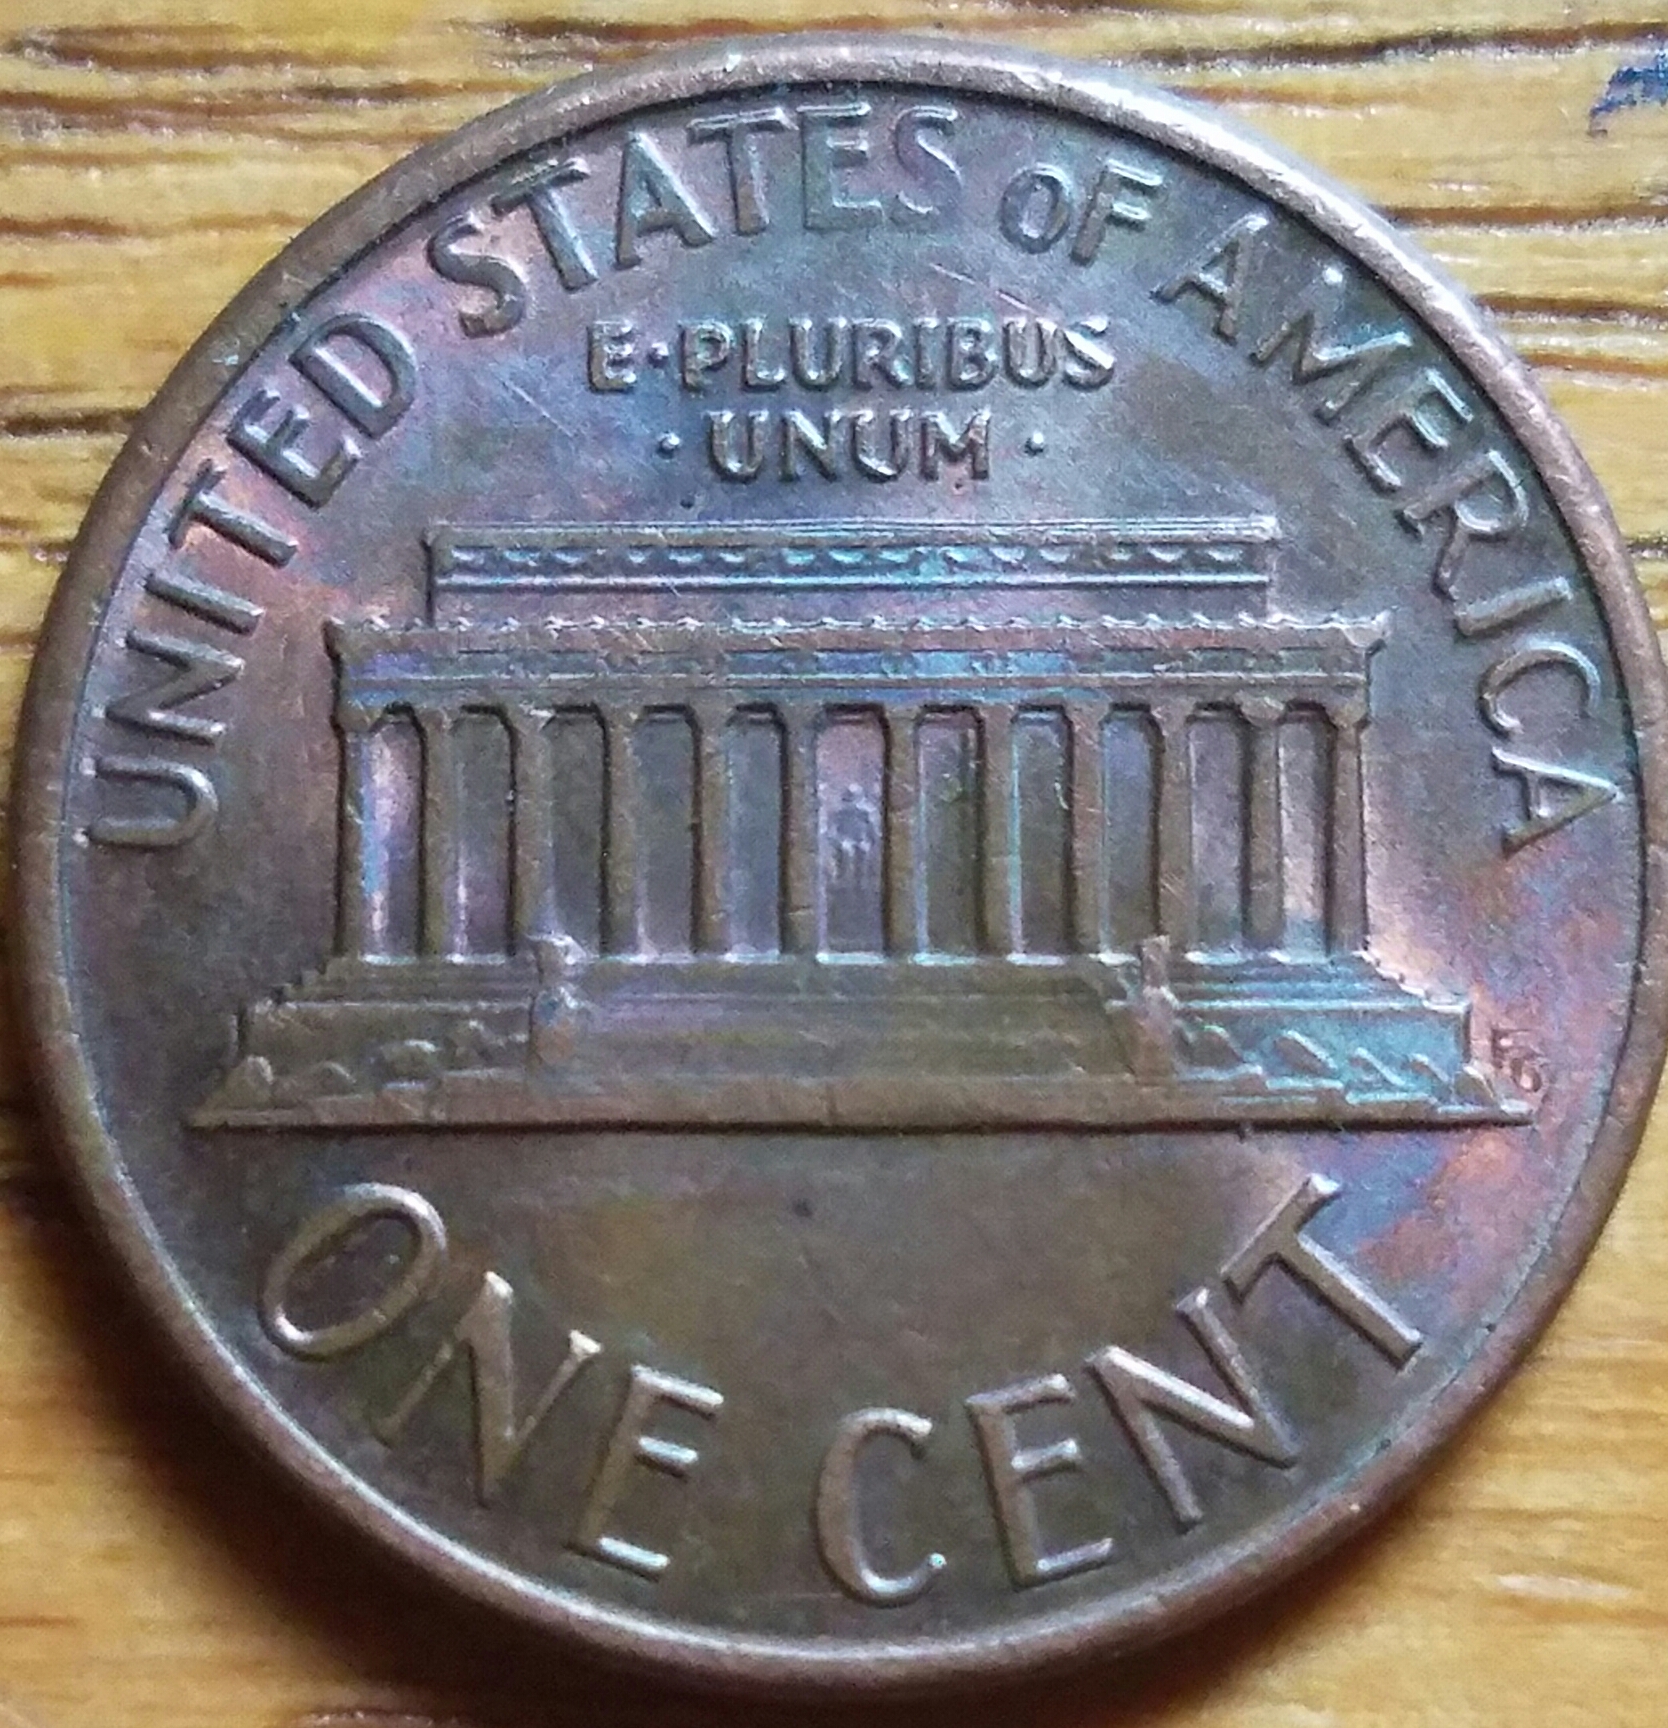 UNITED STATES OF AMERICA
E·PLURIBUS
· UNUM ·
FG
ONE CENT